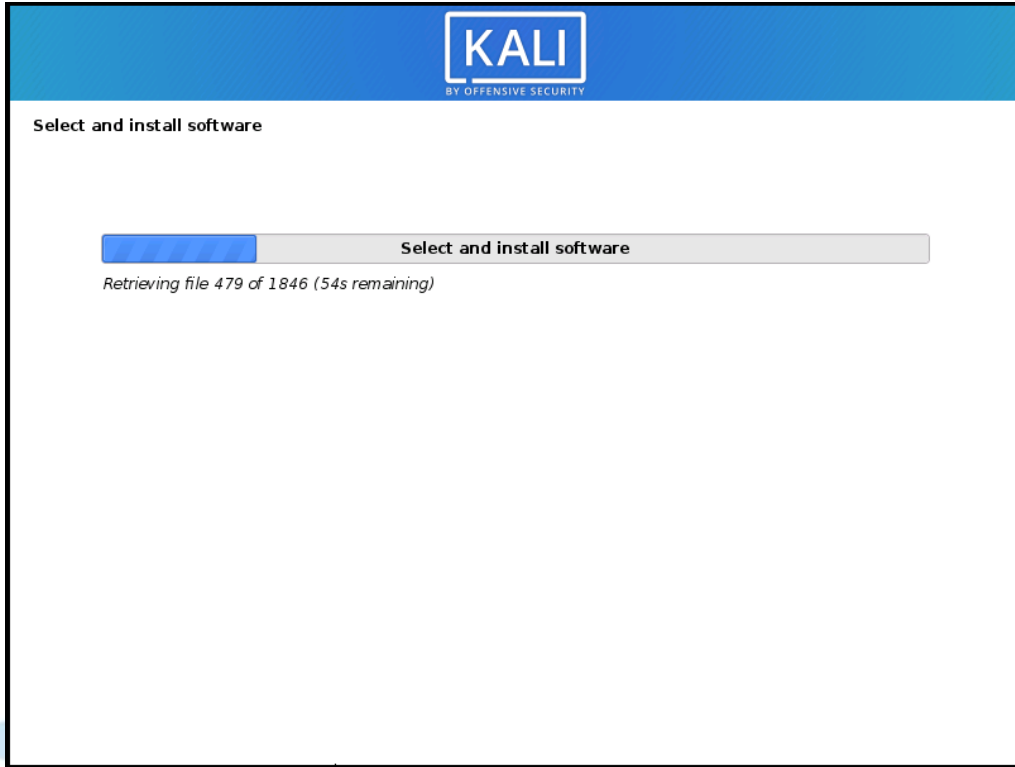 KALI
BY OFFENSIVE SECURITY
Select and install software
Select and install software
Retrieving file 479 of 1846 (54s remaining)